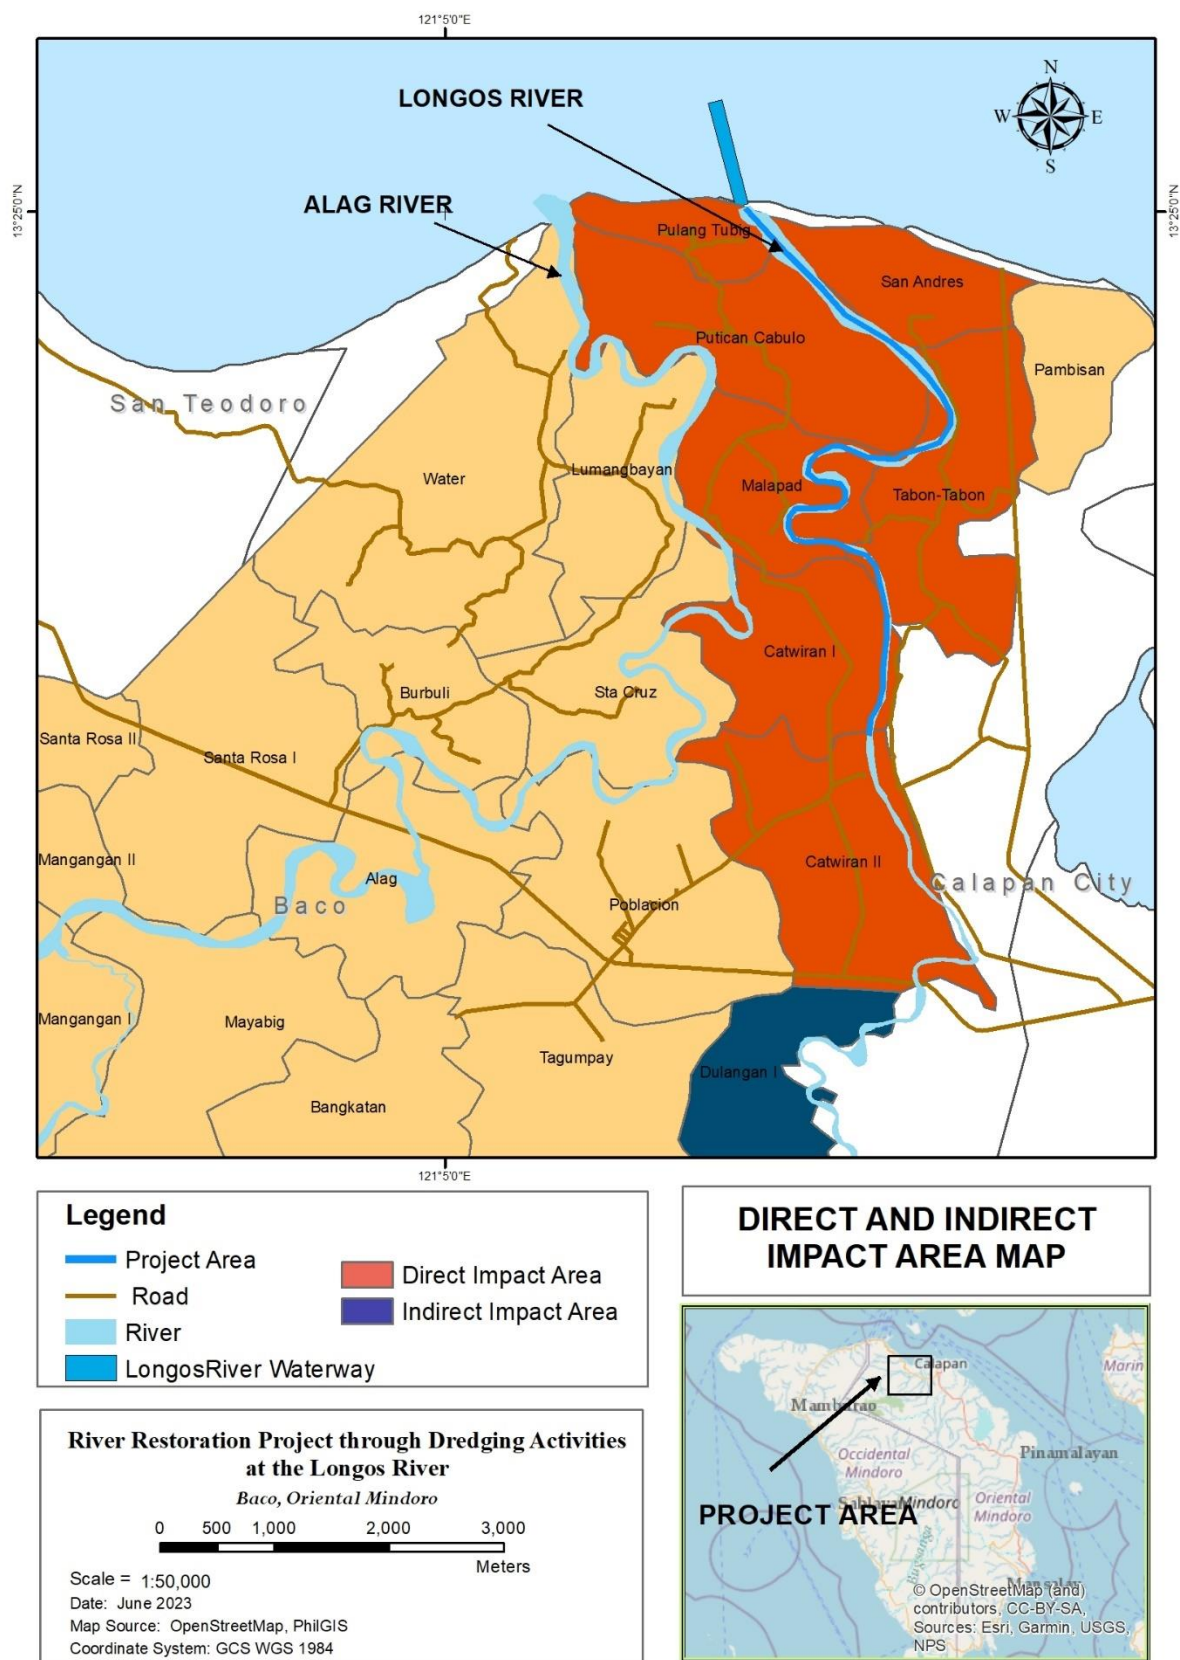 121°5'0"E
N
W E
S
LONGOS RIVER
ALAG RIVER
13°25'0"N
13°25'0"N
Pulang Tubig
San Andres
Putican Cabulo
Pambisan
San Teodoro
Water
Lumangbayan
Malapad
Tabon-Tabon
Catwiran I
Burbuli
Sta Cruz
Santa Rosa II
Santa Rosa I
Mangangan II
Alag
Catwiran II
Calapan City
Baco
Poblacion
Mangangan I
Mayabig
Tagumpay
Dulangan I
Bangkatan
121°5'0"E
Legend
Project Area
Road
River
LongosRiver Waterway
Direct Impact Area
Indirect Impact Area
DIRECT AND INDIRECT
IMPACT AREA MAP
River Restoration Project through Dredging Activities
at the Longos River
Baco, Oriental Mindoro
0 500 1,000 2,000 3,000
Meters
Scale = 1:50,000
Date: June 2023
Map Source: OpenStreetMap, PhilGIS
Coordinate System: GCS WGS 1984
Calapan
Marin
Mamburao
Pinamalayan
Occidental
Mindoro
Sablayan
Mindoro
Oriental
Mindoro
PROJECT AREA
Busuanga
Mansalay
© OpenStreetMap (and)
contributors, CC-BY-SA,
Sources: Esri, Garmin, USGS,
NPS